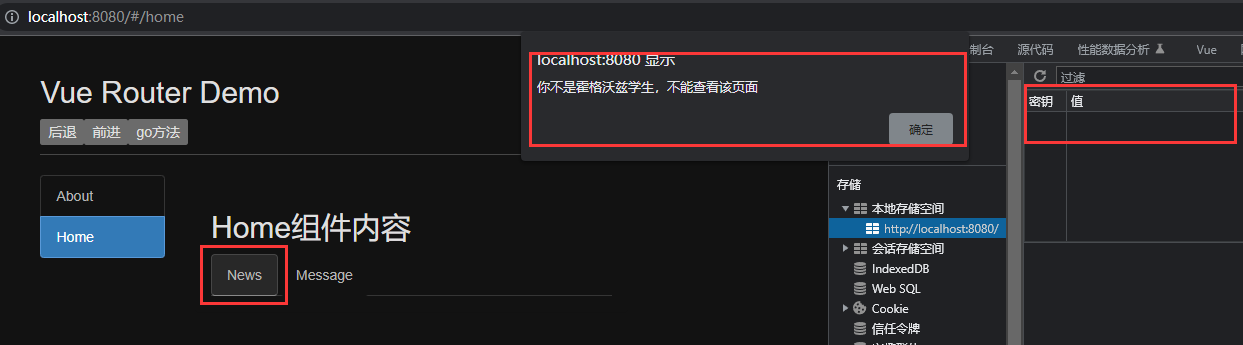 localhost:8080/#/home
Vue Router Demo
后退 前进 go方法
About
Home
Home组件内容
News Message
localhost:8080 显示
你不是霍格沃兹学生，不能查看该页面
确定
制台 源代码 性能数据分析 Vue
过滤
密钥 值
存储
本地存储空间
http://localhost:8080/
会话存储空间
IndexedDB
Web SQL
Cookie
信任令牌